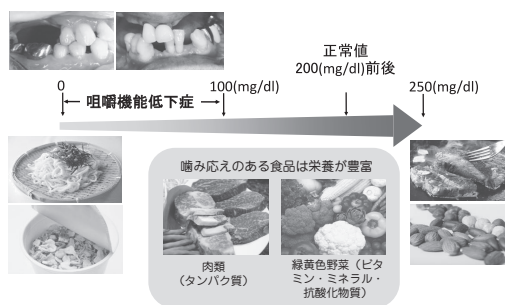 正常値
200(mg/dl)前後
0
100(mg/dl)
250(mg/dl)
咀嚼機能低下症
噛み応えのある食品は栄養が豊富
肉類
(タンパク質)
緑黄色野菜(ビタ
ミン・ミネラル・
抗酸化物質)